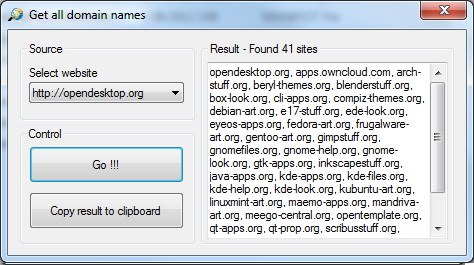 Get all domain names
Source
Select website
http://opendesktop.org
Control
Go !!!
Copy result to clipboard
Result - Found 41 sites
opendesktop.org, apps.owncloud.com, arch-
stuff.org, beryl-themes.org, blenderstuff.org,
box-look.org, cli-apps.org, compiz-themes.org,
debian-art.org, e17-stuff.org, ede-look.org,
eyeos-apps.org, fedora-art.org, frugalware-
art.org, gentoo-art.org, gimpstuff.org,
gnomefiles.org, gnome-help.org, gnome-
look.org, gtk-apps.org, inkscapestuff.org,
java-apps.org, kde-apps.org, kde-files.org,
kde-help.org, kde-look.org, kubuntu-art.org,
linuxmint-art.org, maemo-apps.org, mandriva-
art.org, meego-central.org, opentemplate.org,
qt-apps.org, qt-prop.org, scribusstuff.org,